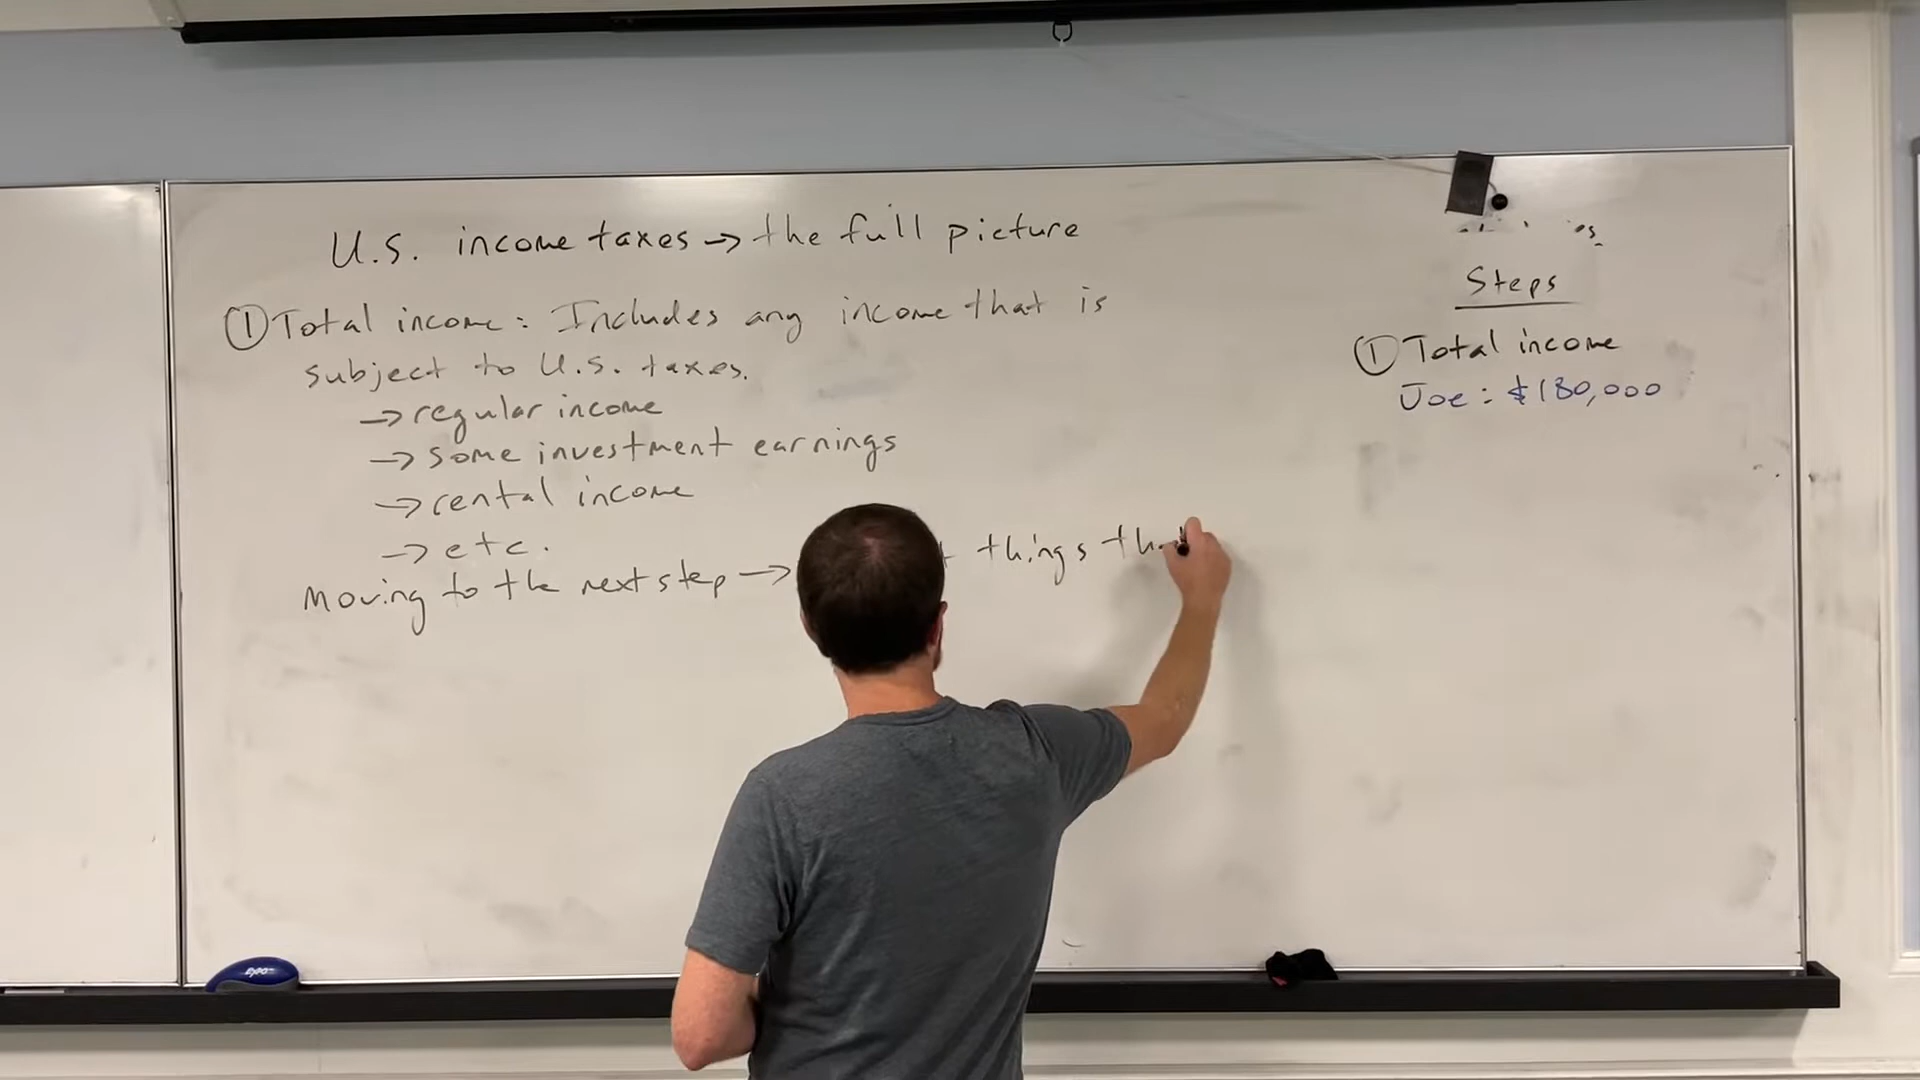 U.S. income taxes → the full picture
① Total income: Includes any income that is
subject to U.S. taxes.
→ regular income
→ some investment earnings
→ rental income
→ etc.
Moving to the next step → things
Steps
① Total income
Joe: $180,000
EXPO